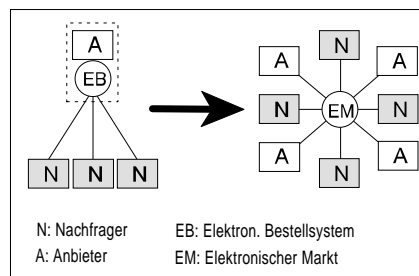 A
EB
N N N
N
A A
N EM N
A A
N
N: Nachfrager EB: Elektron. Bestellsystem
A: Anbieter EM: Elektronischer Markt